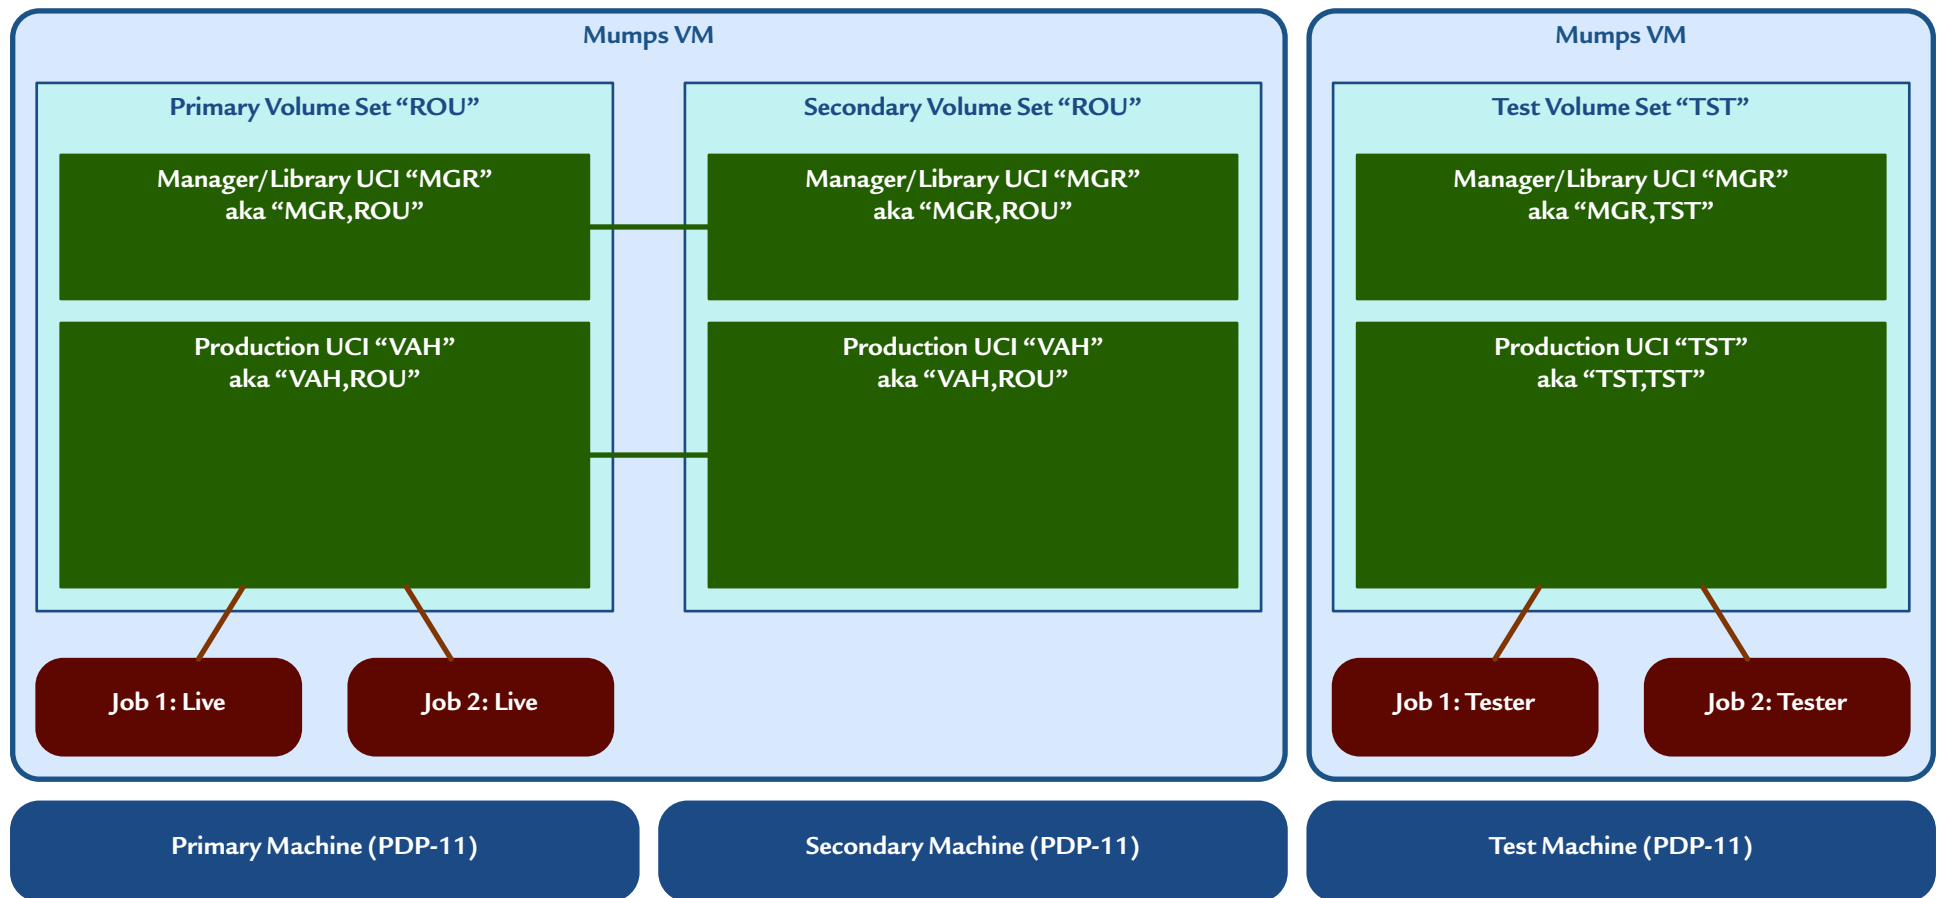 Mumps VM
Primary Volume Set “ROU”
Manager/Library UCI “MGR”
aka “MGR,ROU”
Production UCI “VAH”
aka “VAH,ROU”
Job 1: Live
Job 2: Live
Secondary Volume Set “ROU”
Manager/Library UCI “MGR”
aka “MGR,ROU”
Production UCI “VAH”
aka “VAH,ROU”
Mumps VM
Test Volume Set “TST”
Manager/Library UCI “MGR”
aka “MGR,TST”
Production UCI “TST”
aka “TST,TST”
Job 1: Tester
Job 2: Tester
Primary Machine (PDP-11)
Secondary Machine (PDP-11)
Test Machine (PDP-11)